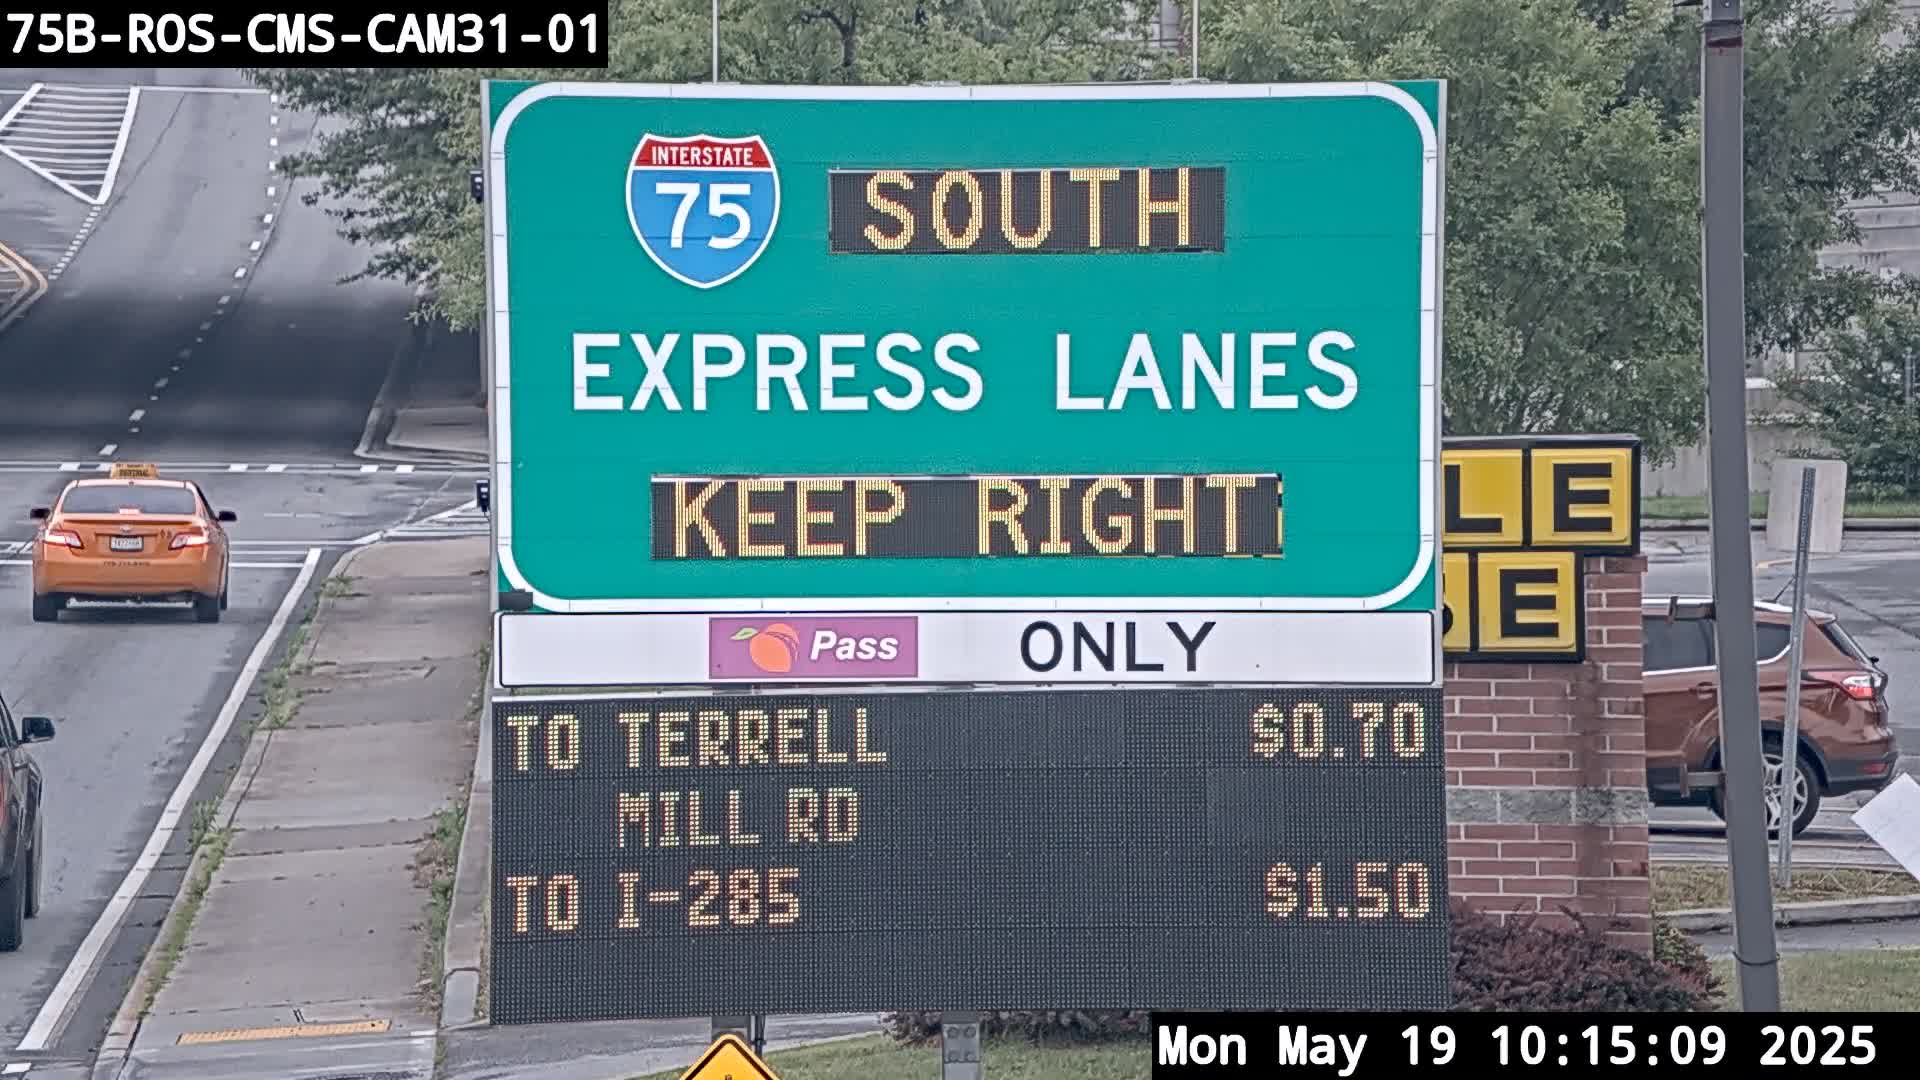 75B-ROS-CMS-CAM31-01
INTERSTATE
75
SOUTH
EXPRESS LANES
KEEP RIGHT
Pass ONLY
TO TERRELL $0.70
MILL RD
TO I-285 $1.50
LE
E
Mon May 19 10:15:09 2025